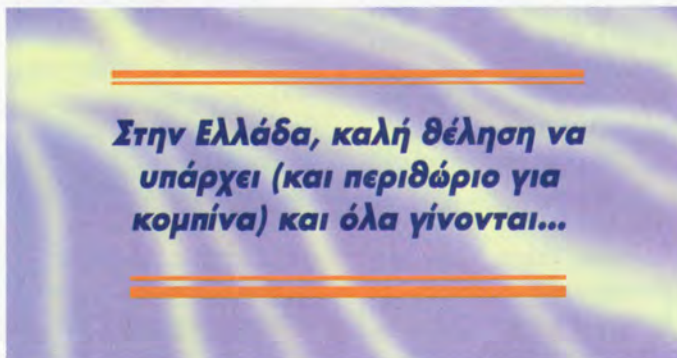 Στην Ελλάδα, καλή θέληση να
υπάρχει (και περιθώριο για
κομπίνα) και όλα γίνονται...